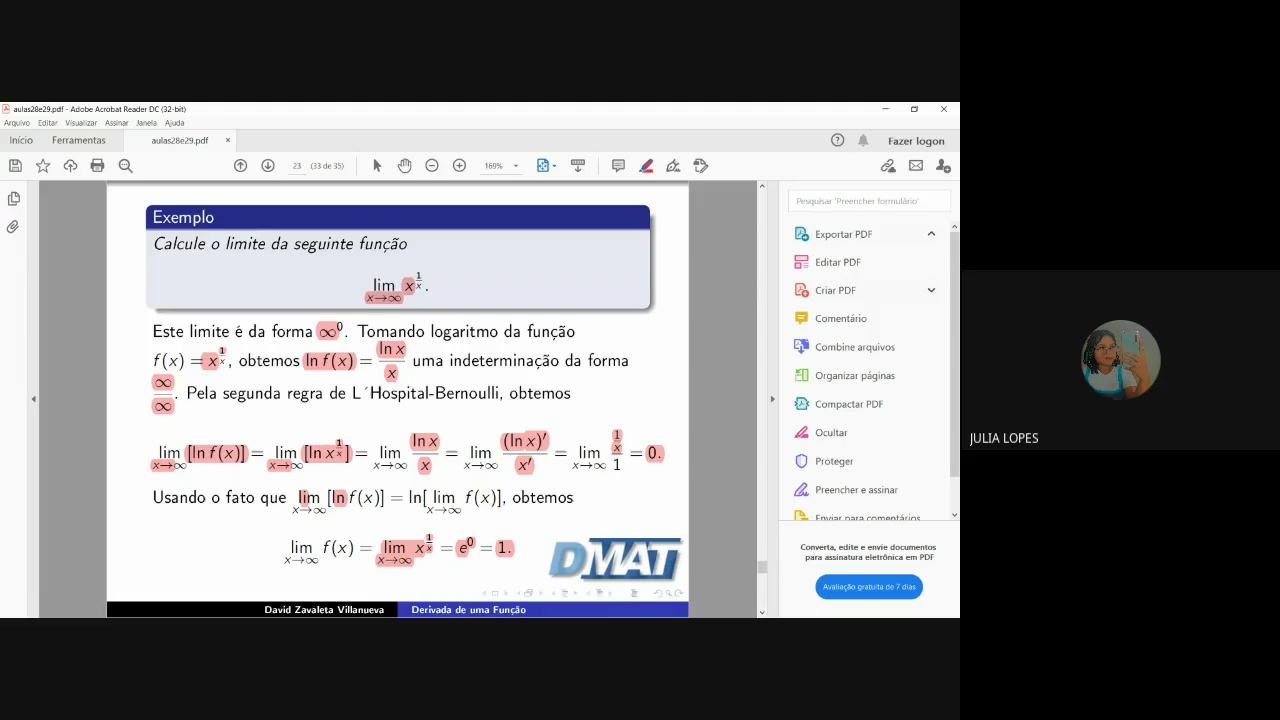 aulas28e29.pdf - Adobe Acrobat Reader DC (32-bit)
Arquivo Editar Visualizar Assinar Janela Ajuda
Início Ferramentas aulas28e29.pdf × Fazer logon
23 (33 de 35) 169%
Exemplo
Calcule o limite da seguinte função
lim x→∞ x^{1/x}.
Este limite é da forma ∞^0. Tomando logaritmo da função
f(x) = x^{1/x}, obtemos ln f(x) = ln x / x uma indeterminação da forma
∞/∞. Pela segunda regra de L´Hospital-Bernoulli, obtemos
lim x→∞ [ln f(x)] = lim x→∞ [ln x^{1/x}] = lim x→∞ ln x / x = lim x→∞ (ln x)′ / x′ = lim x→∞ (1/x) / 1 = 0.
Usando o fato que lim x→∞ [ln f(x)] = ln[ lim x→∞ f(x)], obtemos
lim x→∞ f(x) = lim x→∞ x^{1/x} = e^0 = 1.
DMAT
David Zavaleta Villanueva Derivada de uma Função
Pesquisar 'Preencher formulário'
Exportar PDF
Editar PDF
Criar PDF
Comentário
Combine arquivos
Organizar páginas
Compactar PDF
Ocultar
Proteger
Preencher e assinar
Enviar para comentários
Converta, edite e envie documentos
para assinatura eletrônica em PDF
Avaliação gratuita de 7 dias
JULIA LOPES